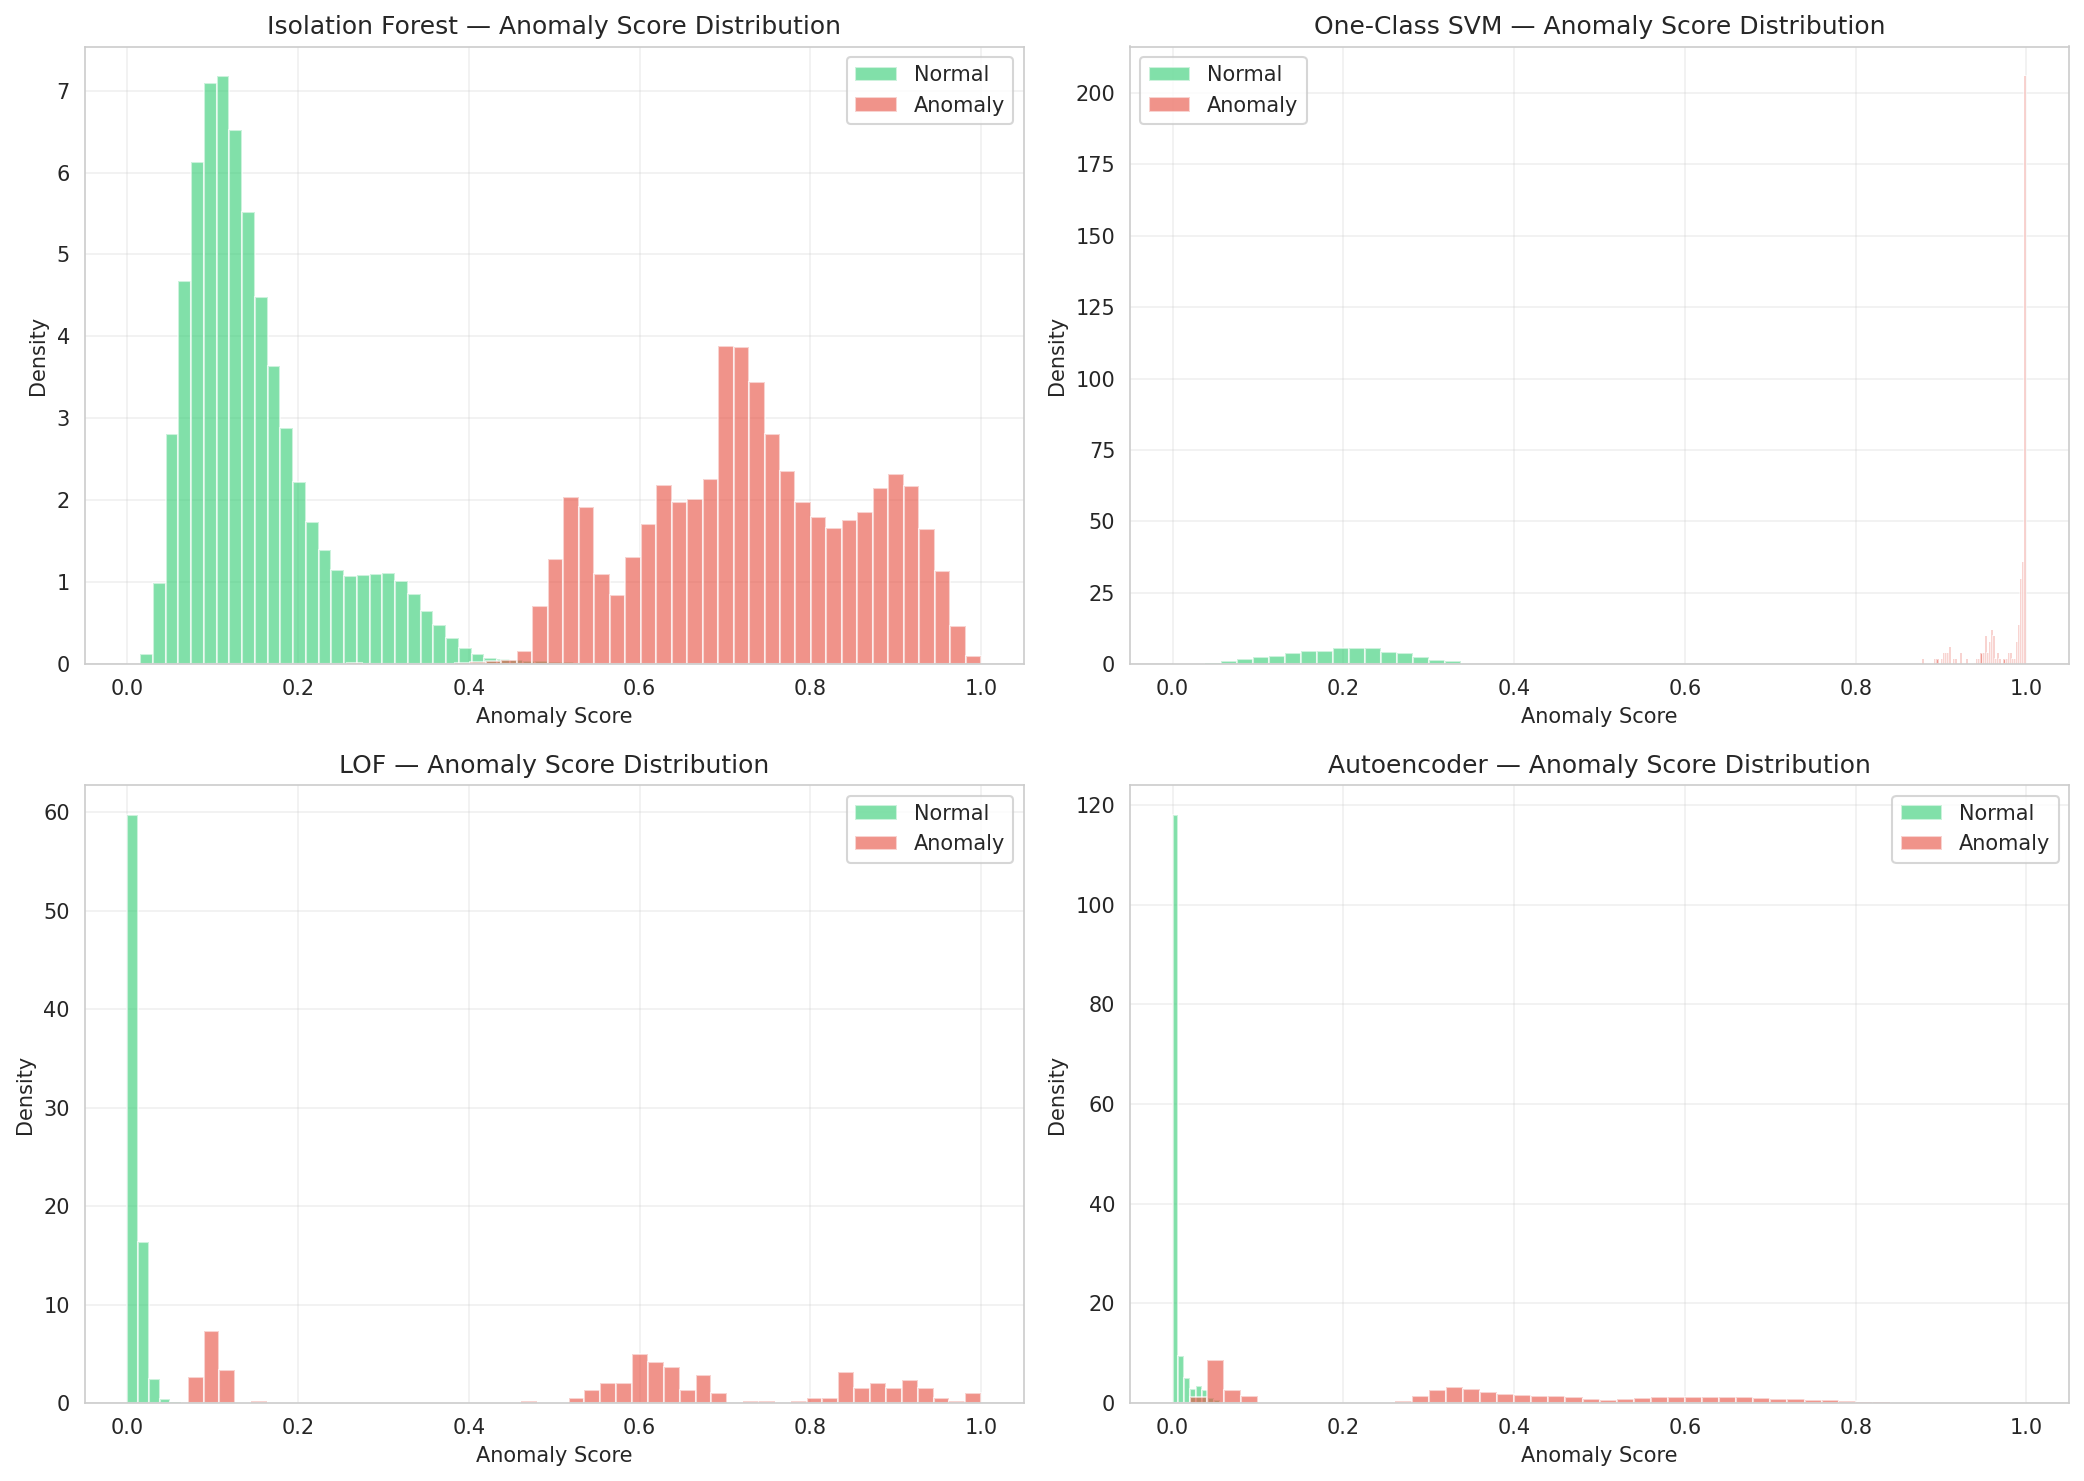 Isolation Forest — Anomaly Score Distribution
Normal
Anomaly
Density
7
6
5
4
3
2
1
0
0.0 0.2 0.4 0.6 0.8 1.0
Anomaly Score
One-Class SVM — Anomaly Score Distribution
Normal
Anomaly
Density
200
175
150
125
100
75
50
25
0
0.0 0.2 0.4 0.6 0.8 1.0
Anomaly Score
LOF — Anomaly Score Distribution
Normal
Anomaly
Density
60
50
40
30
20
10
0
0.0 0.2 0.4 0.6 0.8 1.0
Anomaly Score
Autoencoder — Anomaly Score Distribution
Normal
Anomaly
Density
120
100
80
60
40
20
0
0.0 0.2 0.4 0.6 0.8 1.0
Anomaly Score